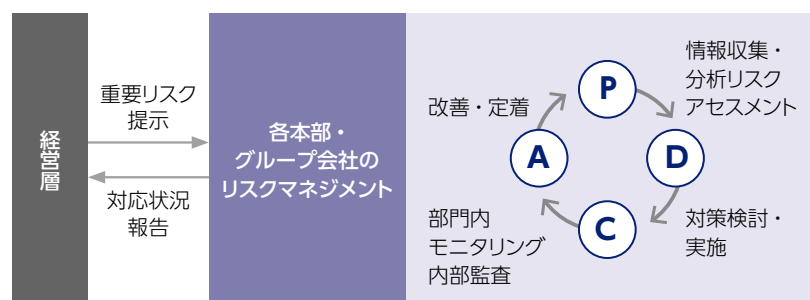 経営層
重要リスク
提示
対応状況
報告
各本部・
グループ会社の
リスクマネジメント
P
情報収集・
分析リスク
アセスメント
D
対策検討・
実施
C
部門内
モニタリング
内部監査
A
改善・定着